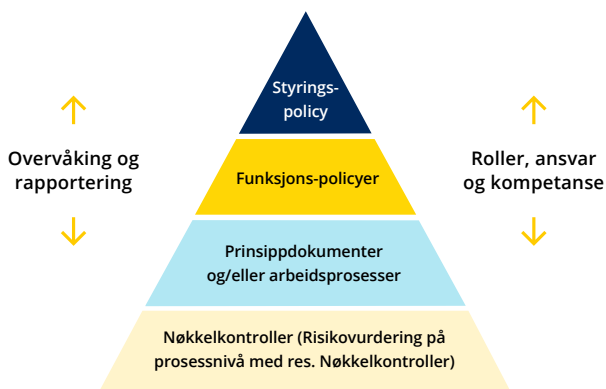 Styrings-
policy
Overvåking og
rapportering
Funksjons-policyer
Roller, ansvar
og kompetanse
Prinsippdokumenter
og/eller arbeidsprosesser
Nøkkelkontroller (Risikovurdering på
prosessnivå med res. Nøkkelkontroller)